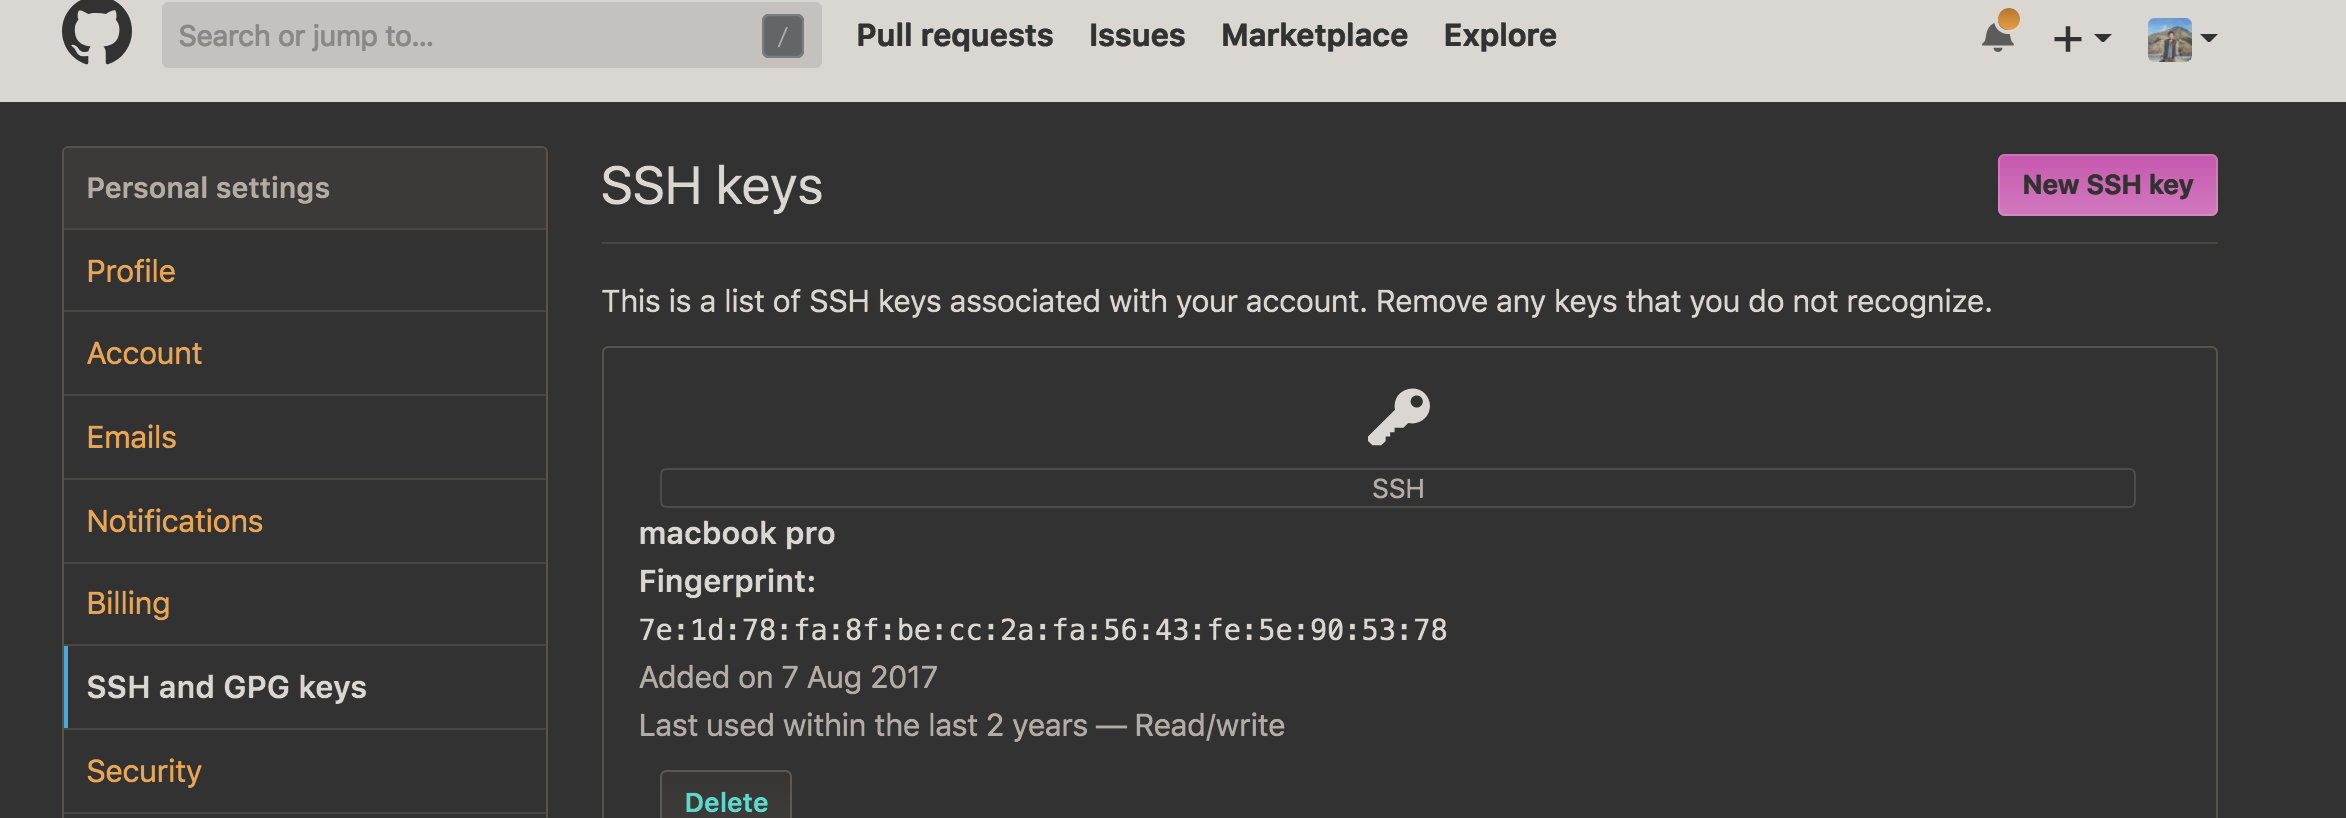 Search or jump to...
/
Pull requests
Issues
Marketplace
Explore
Personal settings
Profile
Account
Emails
Notifications
Billing
SSH and GPG keys
Security
SSH keys
New SSH key
This is a list of SSH keys associated with your account. Remove any keys that you do not recognize.
SSH
macbook pro
Fingerprint:
7e:1d:78:fa:8f:be:cc:2a:fa:56:43:fe:5e:90:53:78
Added on 7 Aug 2017
Last used within the last 2 years — Read/write
Delete